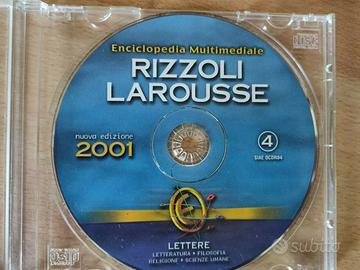 Enciclopedia Multimediale
RIZZOLI
LAROUSSE
nuova edizione
2001
4
LETTERE
LETTERATURA • FILOSOFIA
RELIGIONE • SCIENZE UMANE
subito